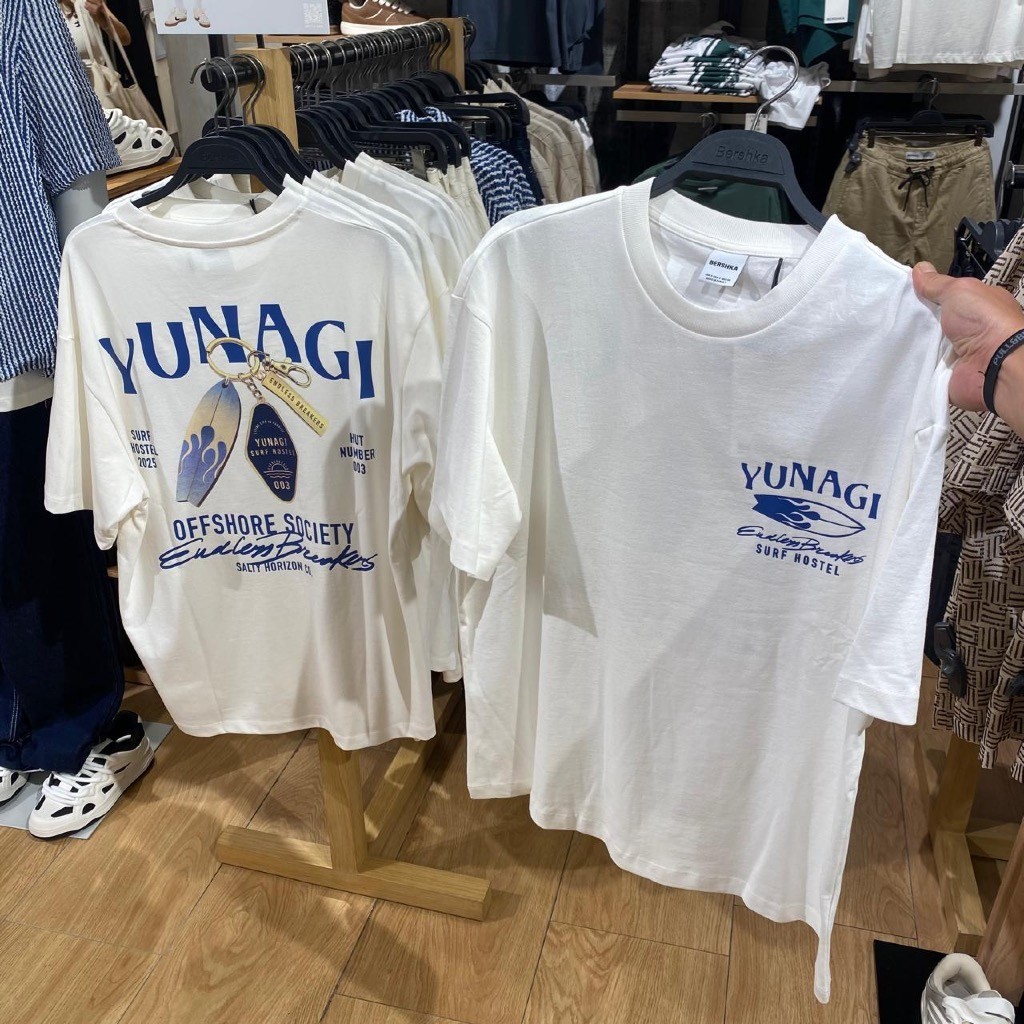 YUNAGI
ENDLESS BREAKERS
YUNAGI
SURF HOSTEL
003
SURF
HOSTEL
2025
HUT
NUMBER
003
OFFSHORE SOCIETY
Endless Breakers
SALTY HORIZON CO.
Bershka
BERSHKA
YUNAGI
Endless Breakers
SURF HOSTEL